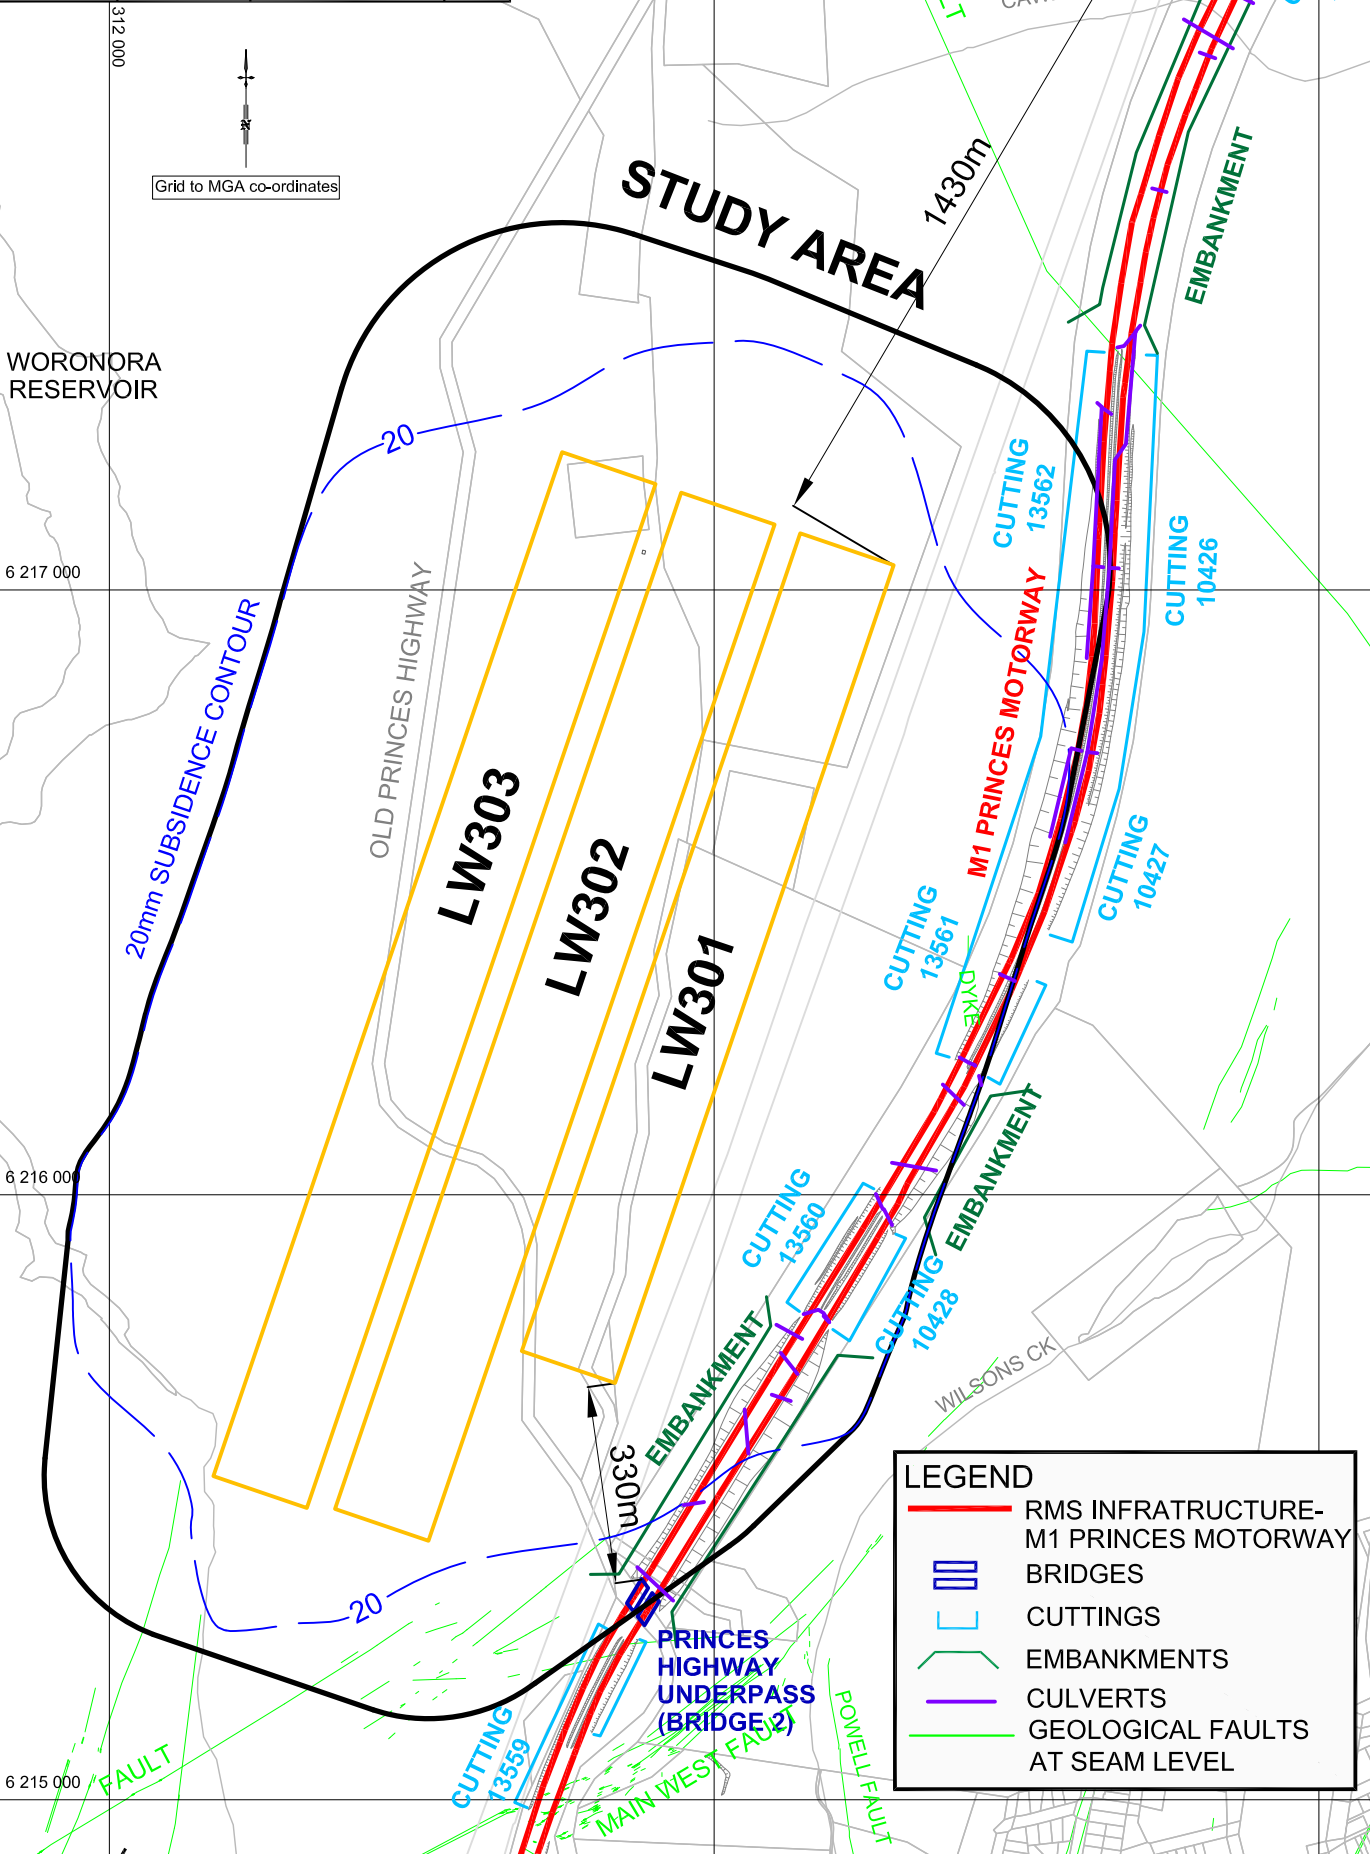 312 000
N
Grid to MGA co-ordinates
STUDY AREA
1430m
EMBANKMENT
WORONORA
RESERVOIR
20
CUTTING
13562
CUTTING
10426
6 217 000
20mm SUBSIDENCE CONTOUR
OLD PRINCES HIGHWAY
M1 PRINCES MOTORWAY
LW303
LW302
LW301
CUTTING
10427
CUTTING
13561
DYKE
EMBANKMENT
6 216 000
CUTTING
13560
CUTTING
10428
EMBANKMENT
WILSONS CK
330m
20
PRINCES
HIGHWAY
UNDERPASS
(BRIDGE 2)
CUTTING
13559
FAULT
MAIN WEST FAULT
POWELL FAULT
6 215 000
LEGEND
RMS INFRATRUCTURE-
M1 PRINCES MOTORWAY
BRIDGES
CUTTINGS
EMBANKMENTS
CULVERTS
GEOLOGICAL FAULTS
AT SEAM LEVEL